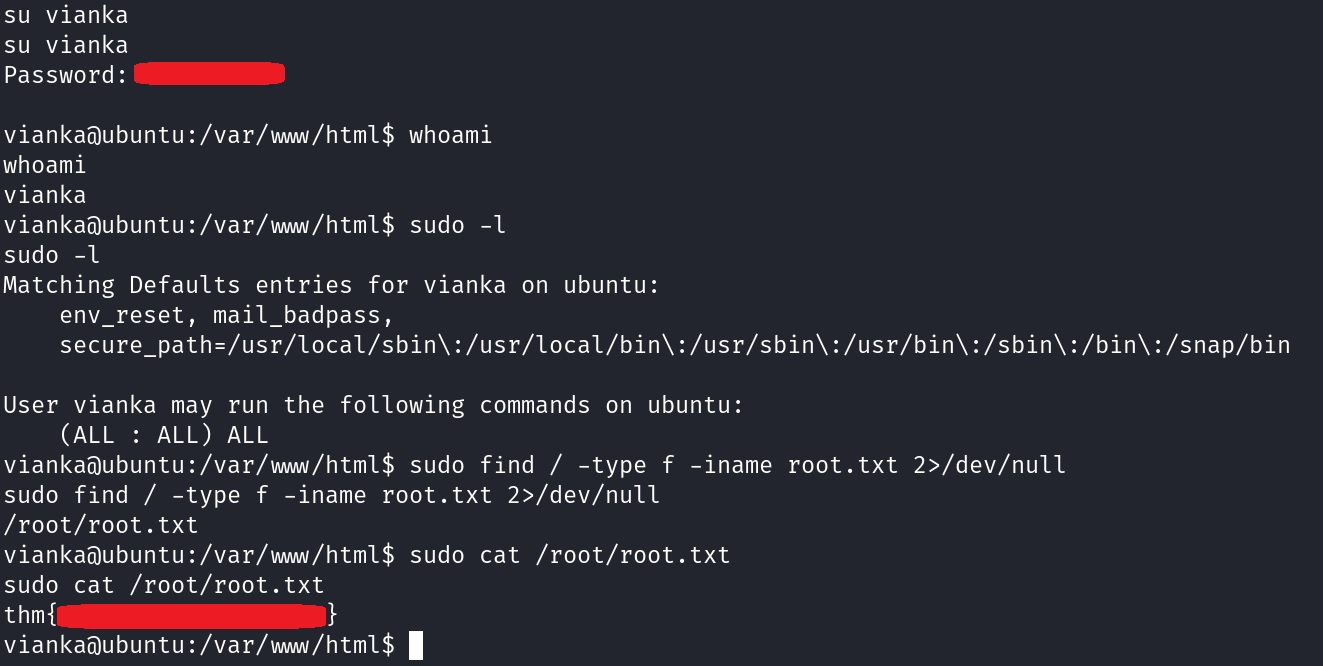 su vianka
su vianka
Password:
vianka@ubuntu:/var/www/html$ whoami
whoami
vianka
vianka@ubuntu:/var/www/html$ sudo -l
sudo -l
Matching Defaults entries for vianka on ubuntu:
    env_reset, mail_badpass,
    secure_path=/usr/local/sbin\:/usr/local/bin\:/usr/sbin\:/usr/bin\:/sbin\:/bin\:/snap/bin
User vianka may run the following commands on ubuntu:
    (ALL : ALL) ALL
vianka@ubuntu:/var/www/html$ sudo find / -type f -iname root.txt 2>/dev/null
sudo find / -type f -iname root.txt 2>/dev/null
/root/root.txt
vianka@ubuntu:/var/www/html$ sudo cat /root/root.txt
sudo cat /root/root.txt
thm{}
vianka@ubuntu:/var/www/html$